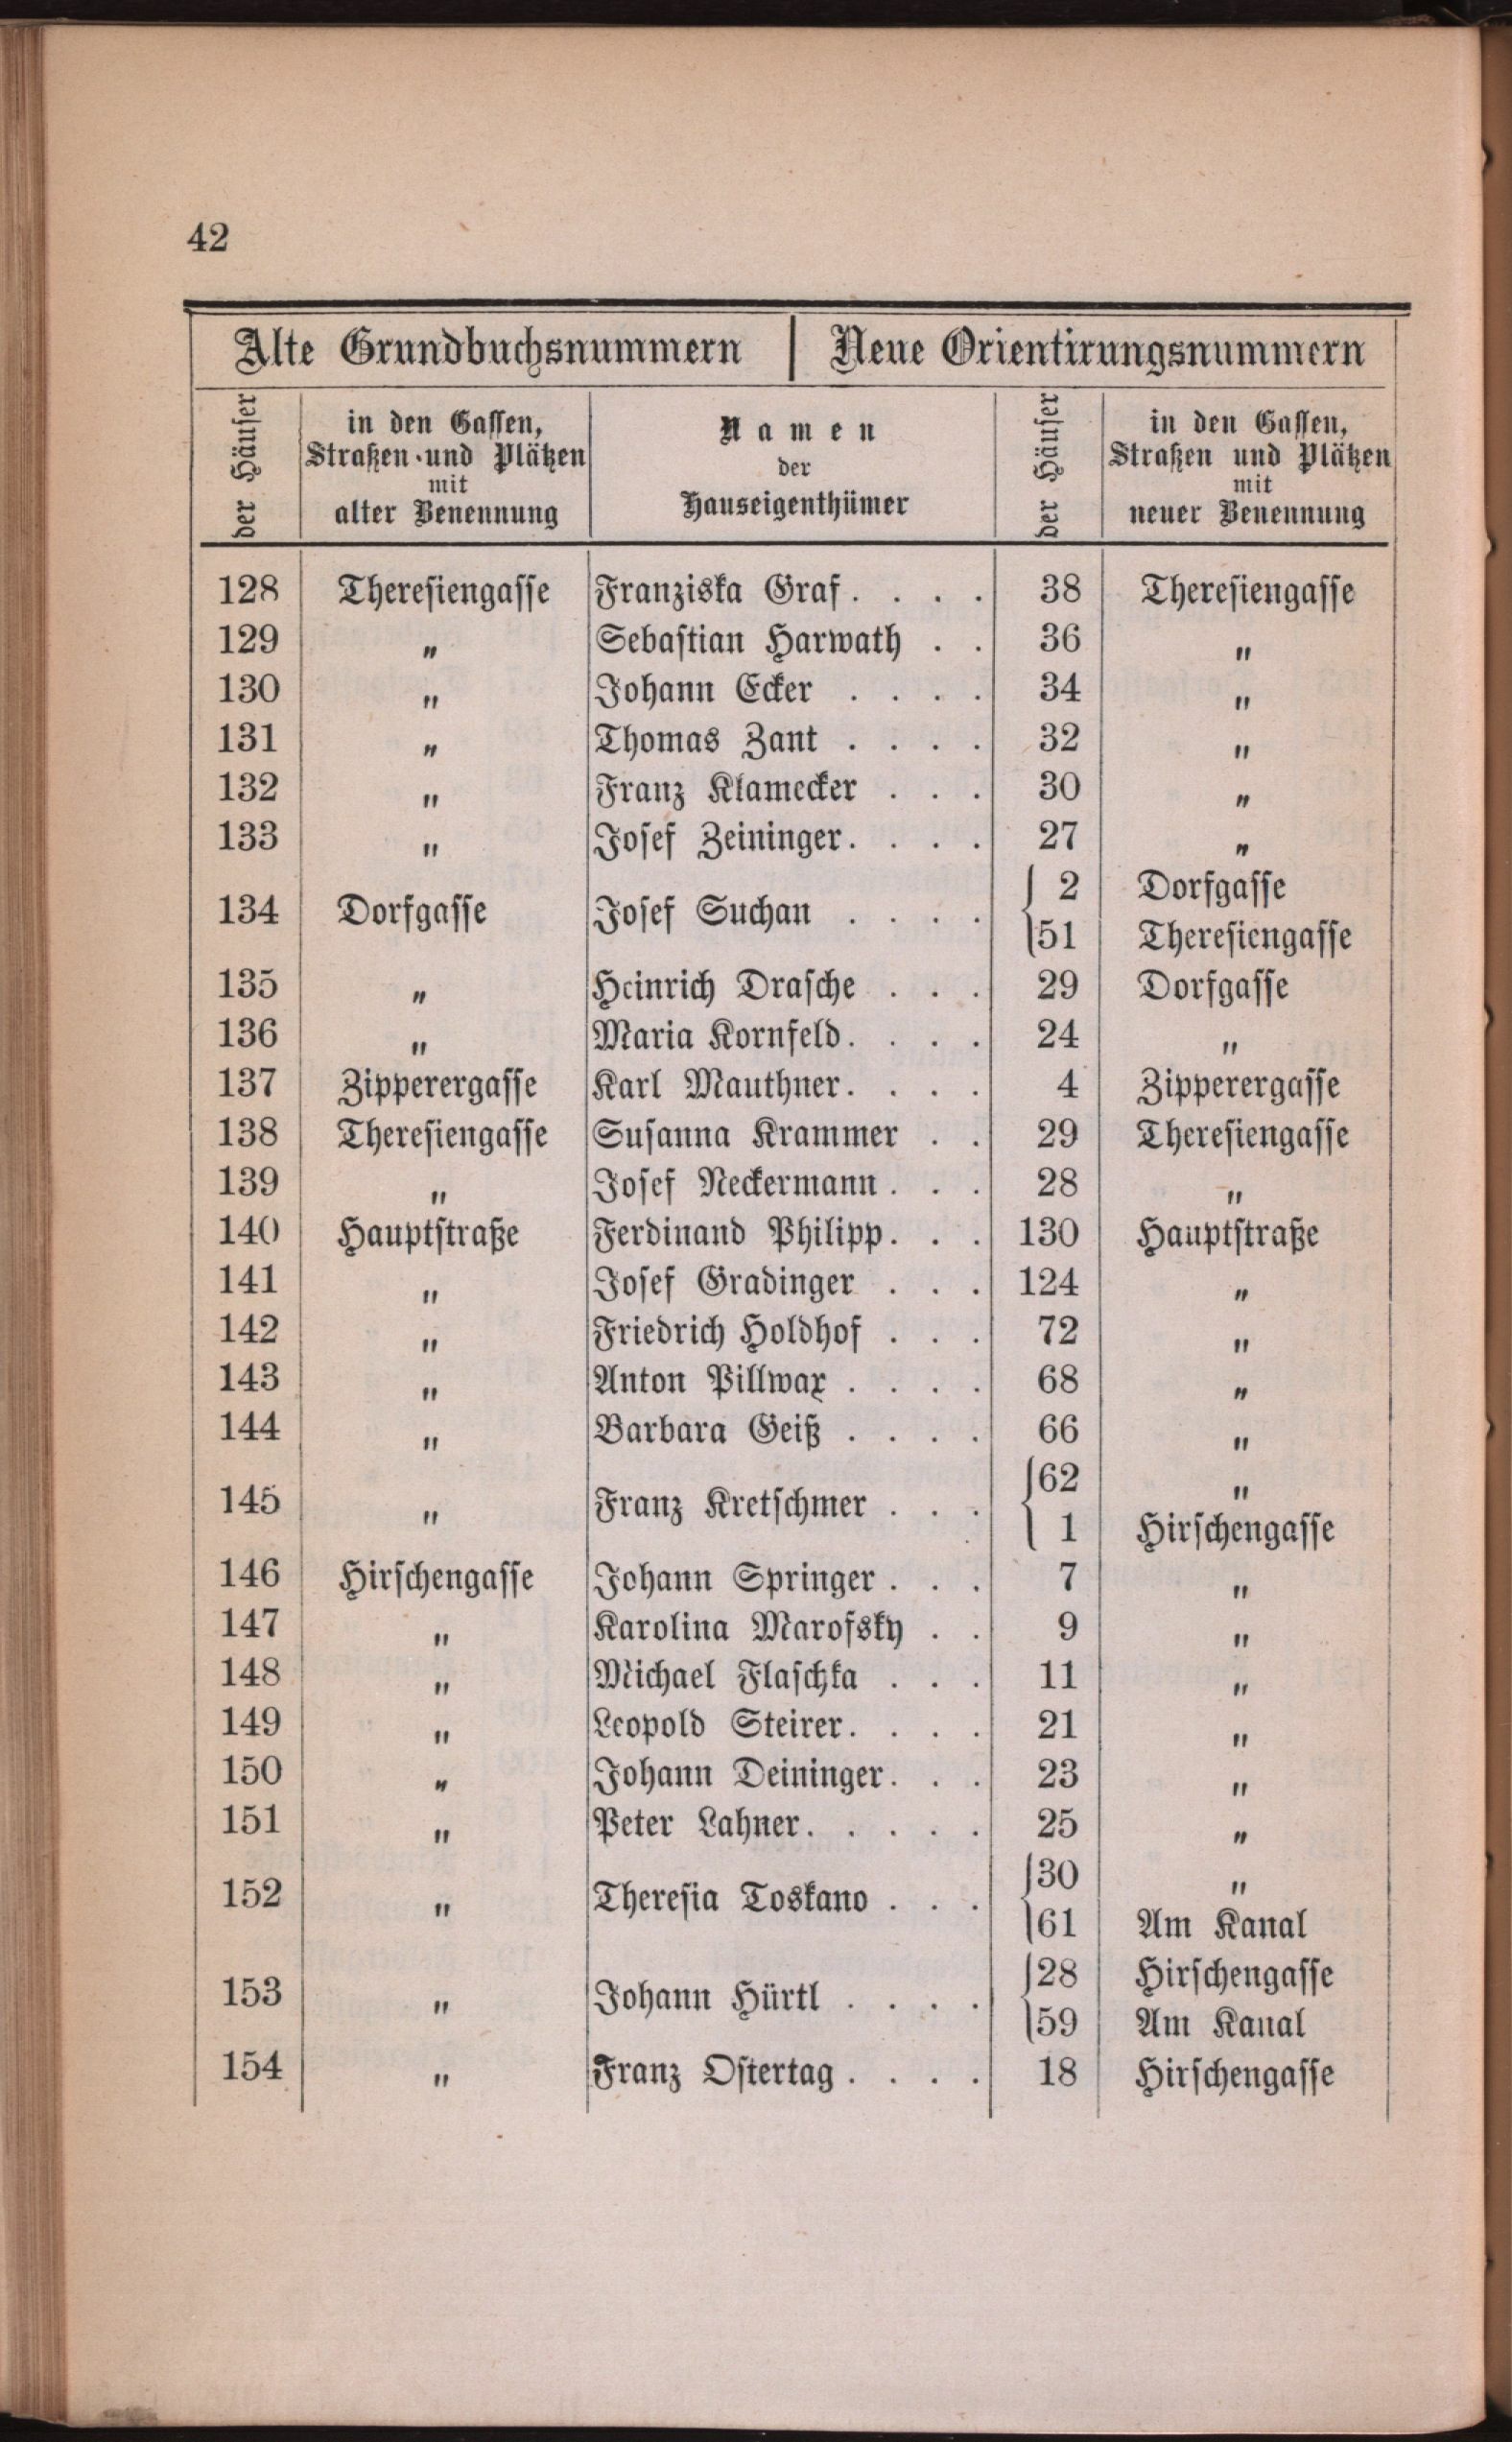 42
Alte Grundbuchsnummern | Neue Orientirungsnummern
der Häuser | in den Gassen, Straßen und Plätzen mit alter Benennung | Namen der Hauseigenthümer | der Häuser | in den Gassen, Straßen und Plätzen mit neuer Benennung
128 Theresiengasse Franziska Graf. . . . 38 Theresiengasse
129 „ Sebastian Harwath . . 36 „
130 „ Johann Ecker . . . . 34 „
131 „ Thomas Zant . . . . 32 „
132 „ Franz Klamecker . . . 30 „
133 „ Josef Zeininger. . . . 27 „
134 Dorfgasse Josef Suchan . . . . { 2 Dorfgasse
{51 Theresiengasse
135 „ Heinrich Drasche . . . 29 Dorfgasse
136 „ Maria Kornfeld. . . . 24 „
137 Zipperergasse Karl Mauthner. . . . 4 Zipperergasse
138 Theresiengasse Susanna Krammer . . 29 Theresiengasse
139 „ Josef Neckermann . . . 28 „
140 Hauptstraße Ferdinand Philipp. . . 130 Hauptstraße
141 „ Josef Gradinger . . . 124 „
142 „ Friedrich Holdhof . . . 72 „
143 „ Anton Pillwax . . . . 68 „
144 „ Barbara Geiß . . . . 66 „
145 „ Franz Kretschmer . . . {62 „
{ 1 Hirschengasse
146 Hirschengasse Johann Springer . . . 7 „
147 „ Karolina Marofsky . . 9 „
148 „ Michael Flaschka . . . 11 „
149 „ Leopold Steirer. . . . 21 „
150 „ Johann Deininger. . . 23 „
151 „ Peter Lahner. . . . . 25 „
152 „ Theresia Toskano . . . {30 „
{61 Am Kanal
153 „ Johann Hürtl . . . . {28 Hirschengasse
{59 Am Kanal
154 „ Franz Ostertag . . . . 18 Hirschengasse